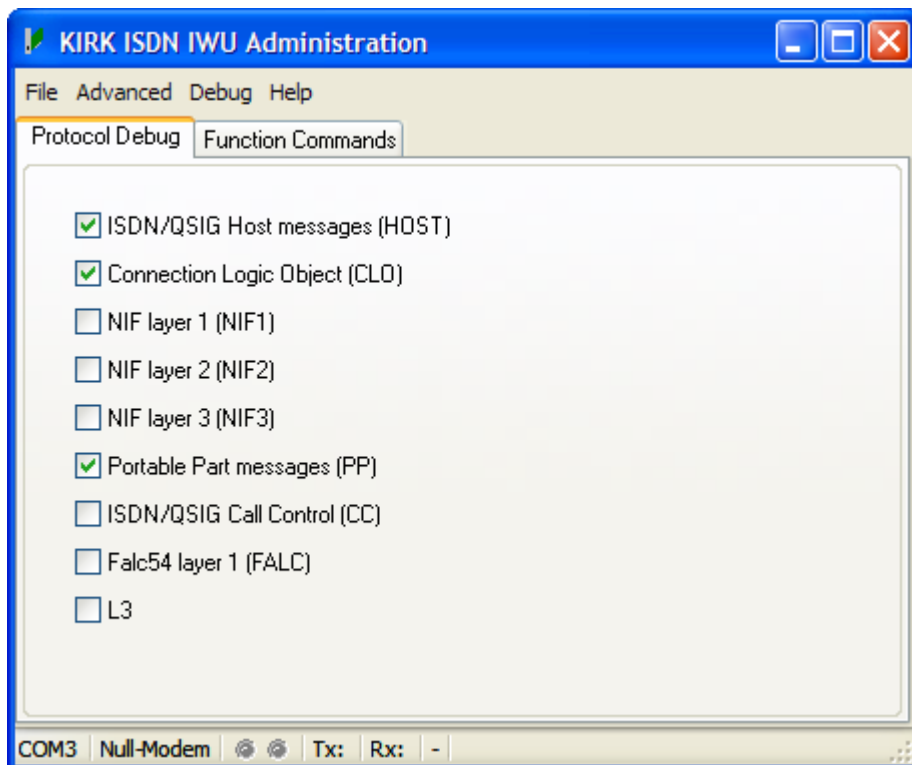 KIRK ISDN IWU Administration
File Advanced Debug Help
Protocol Debug Function Commands
ISDN/QSIG Host messages (HOST)
Connection Logic Object (CLO)
NIF layer 1 (NIF1)
NIF layer 2 (NIF2)
NIF layer 3 (NIF3)
Portable Part messages (PP)
ISDN/QSIG Call Control (CC)
Falc54 layer 1 (FALC)
L3
COM3 Null-Modem Tx: Rx: -